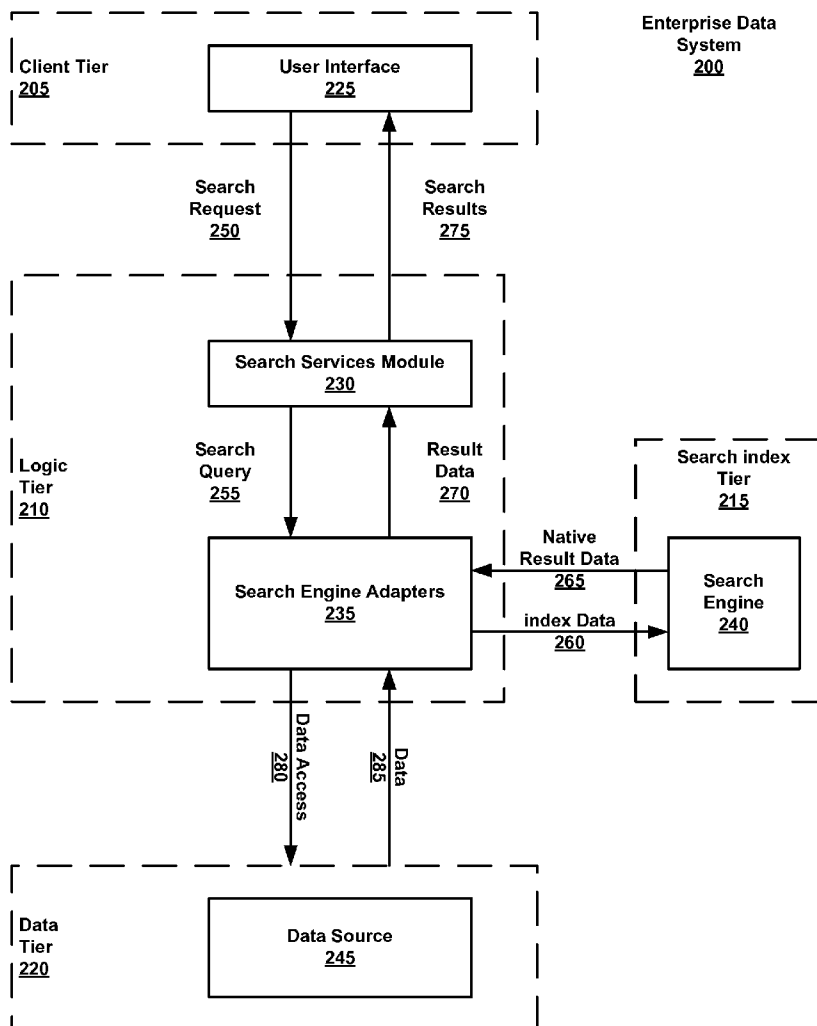 Enterprise Data
System
200
Client Tier
205
User Interface
225
Search
Request
250
Search
Results
275
Search Services Module
230
Logic
Tier
210
Search
Query
255
Result
Data
270
Search index
Tier
215
Search Engine Adapters
235
Native
Result Data
265
index Data
260
Search
Engine
240
Data Access
280
Data
285
Data
Tier
220
Data Source
245